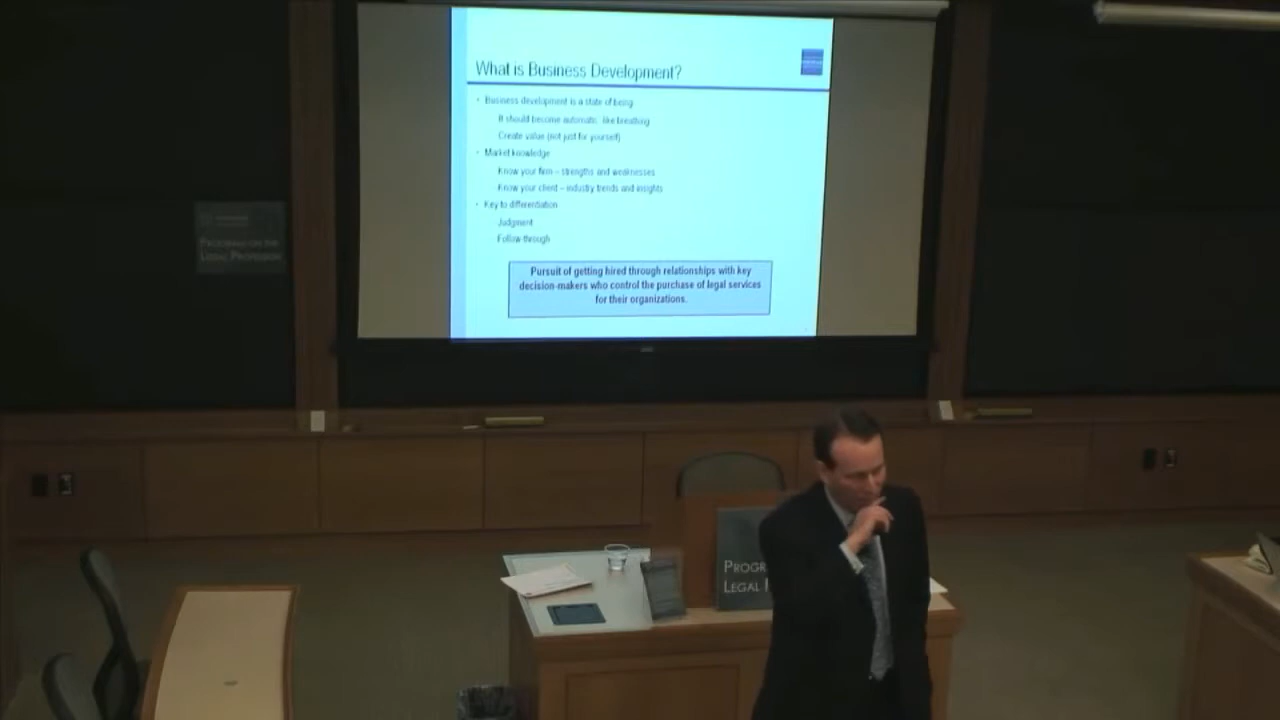 What is Business Development?
• Business development is a state of being
It should become automatic like breathing
Create value (not just for yourself)
• Market knowledge
Know your firm – strengths and weaknesses
Know your client – industry trends and insights
• Key to differentiation
Judgment
Follow-through
Pursuit of getting hired through relationships with key
decision-makers who control the purchase of legal services
for their organizations.
PROGRAM ON THE
LEGAL PROFESSION
PROGR
LEGAL